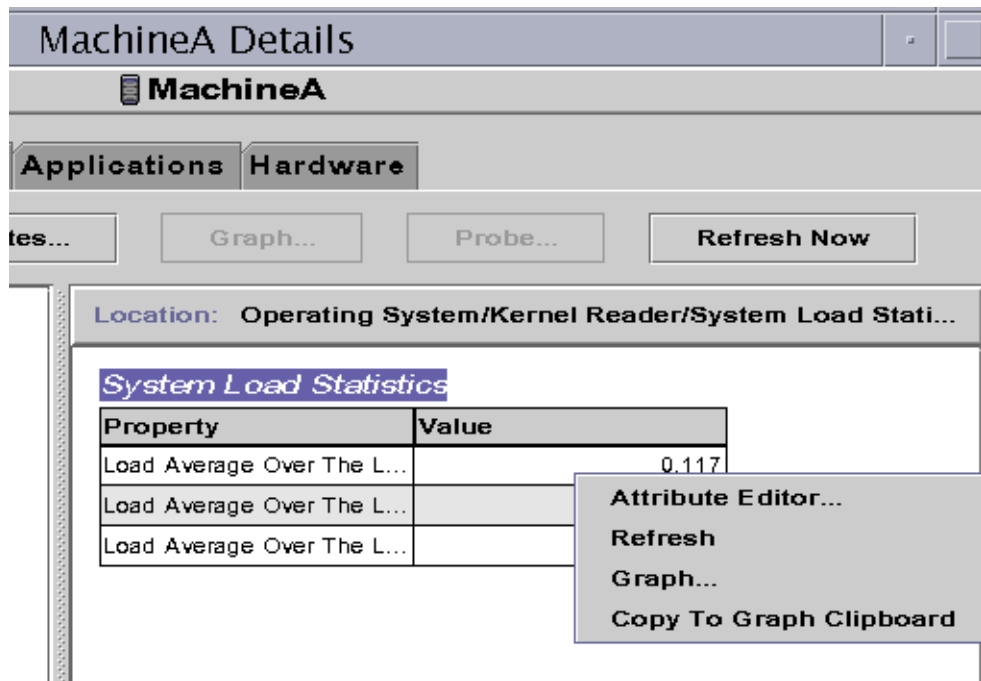 MachineA Details
MachineA
Applications Hardware
tes... Graph... Probe... Refresh Now
Location: Operating System/Kernel Reader/System Load Stati...
System Load Statistics
Property Value
Load Average Over The L... 0.117
Load Average Over The L...
Load Average Over The L...
Attribute Editor...
Refresh
Graph...
Copy To Graph Clipboard